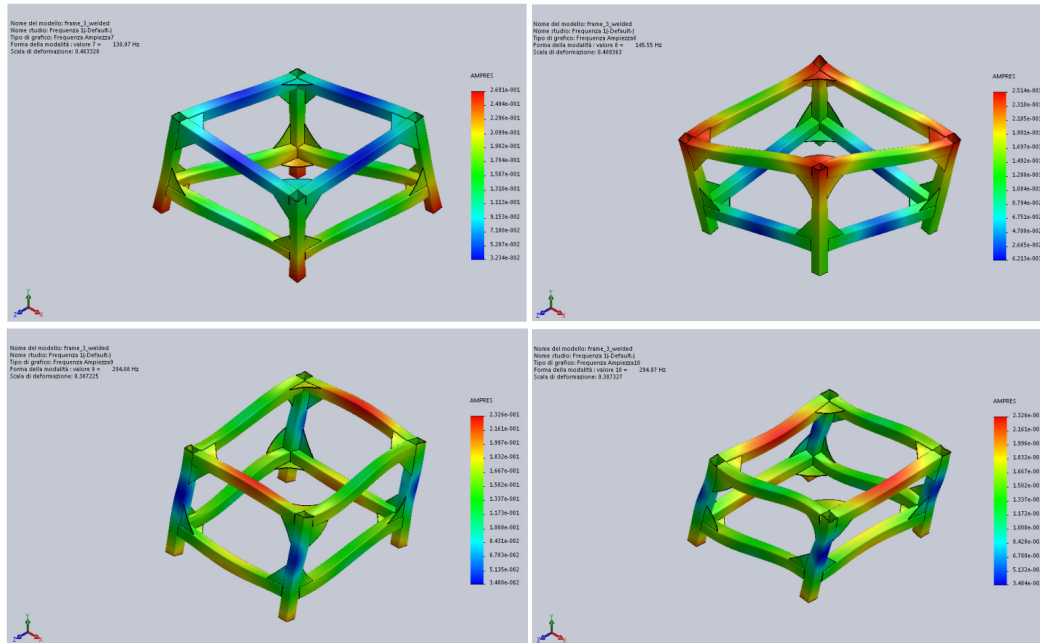 Nome del modello: frame_3_welded
Nome studio: Frequenza 1(-Default-)
Tipo di grafico: Frequenza Ampiezza7
Forma della modalità : valore 7 = 130.97 Hz
Scala di deformazione: 0.463328
AMPRES
2.691e-001
2.494e-001
2.296e-001
2.099e-001
1.902e-001
1.704e-001
1.507e-001
1.310e-001
1.113e-001
9.153e-002
7.180e-002
5.207e-002
3.234e-002
Y
Z
X
Nome del modello: frame_3_welded
Nome studio: Frequenza 1(-Default-)
Tipo di grafico: Frequenza Ampiezza8
Forma della modalità : valore 8 = 145.55 Hz
Scala di deformazione: 0.489363
AMPRES
2.514e-001
2.310e-001
2.105e-001
1.901e-001
1.697e-001
1.492e-001
1.288e-001
1.084e-001
8.794e-002
6.751e-002
4.708e-002
2.665e-002
6.213e-003
Y
Z
X
Nome del modello: frame_3_welded
Nome studio: Frequenza 1(-Default-)
Tipo di grafico: Frequenza Ampiezza9
Forma della modalità : valore 9 = 294.88 Hz
Scala di deformazione: 0.387225
AMPRES
2.326e-001
2.161e-001
1.997e-001
1.832e-001
1.667e-001
1.502e-001
1.337e-001
1.173e-001
1.008e-001
8.431e-002
6.783e-002
5.135e-002
3.488e-002
Y
Z
X
Nome del modello: frame_3_welded
Nome studio: Frequenza 1(-Default-)
Tipo di grafico: Frequenza Ampiezza10
Forma della modalità : valore 10 = 294.97 Hz
Scala di deformazione: 0.387327
AMPRES
2.326e-001
2.161e-001
1.996e-001
1.832e-001
1.667e-001
1.502e-001
1.337e-001
1.172e-001
1.008e-001
8.428e-002
6.780e-002
5.132e-002
3.484e-002
Y
Z
X